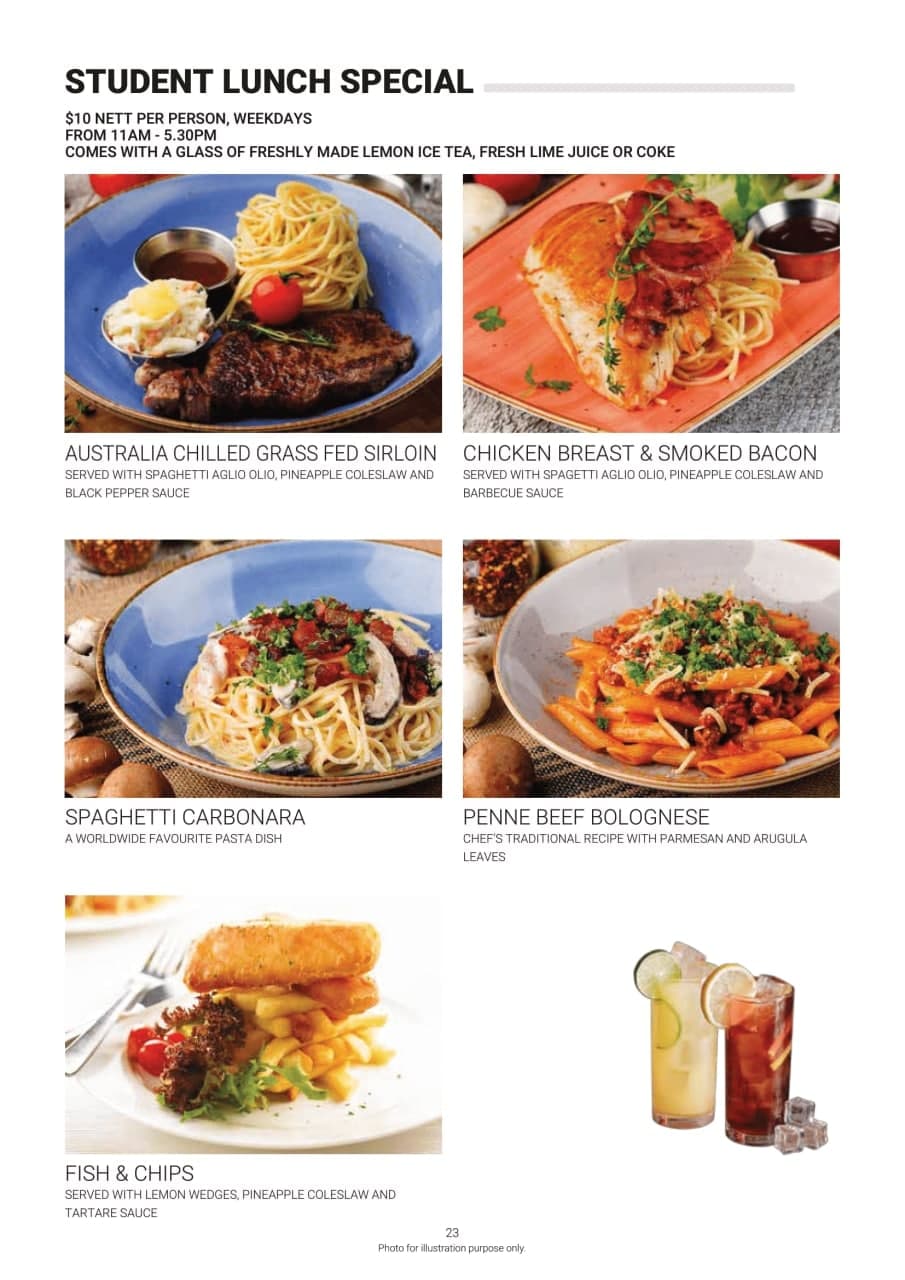 STUDENT LUNCH SPECIAL
$10 NETT PER PERSON, WEEKDAYS
FROM 11AM - 5.30PM
COMES WITH A GLASS OF FRESHLY MADE LEMON ICE TEA, FRESH LIME JUICE OR COKE
AUSTRALIA CHILLED GRASS FED SIRLOIN
SERVED WITH SPAGHETTI AGLIO OLIO, PINEAPPLE COLESLAW AND
BLACK PEPPER SAUCE
CHICKEN BREAST & SMOKED BACON
SERVED WITH SPAGETTI AGLIO OLIO, PINEAPPLE COLESLAW AND
BARBECUE SAUCE
SPAGHETTI CARBONARA
A WORLDWIDE FAVOURITE PASTA DISH
PENNE BEEF BOLOGNESE
CHEF'S TRADITIONAL RECIPE WITH PARMESAN AND ARUGULA
LEAVES
FISH & CHIPS
SERVED WITH LEMON WEDGES, PINEAPPLE COLESLAW AND
TARTARE SAUCE
23
Photo for illustration purpose only.